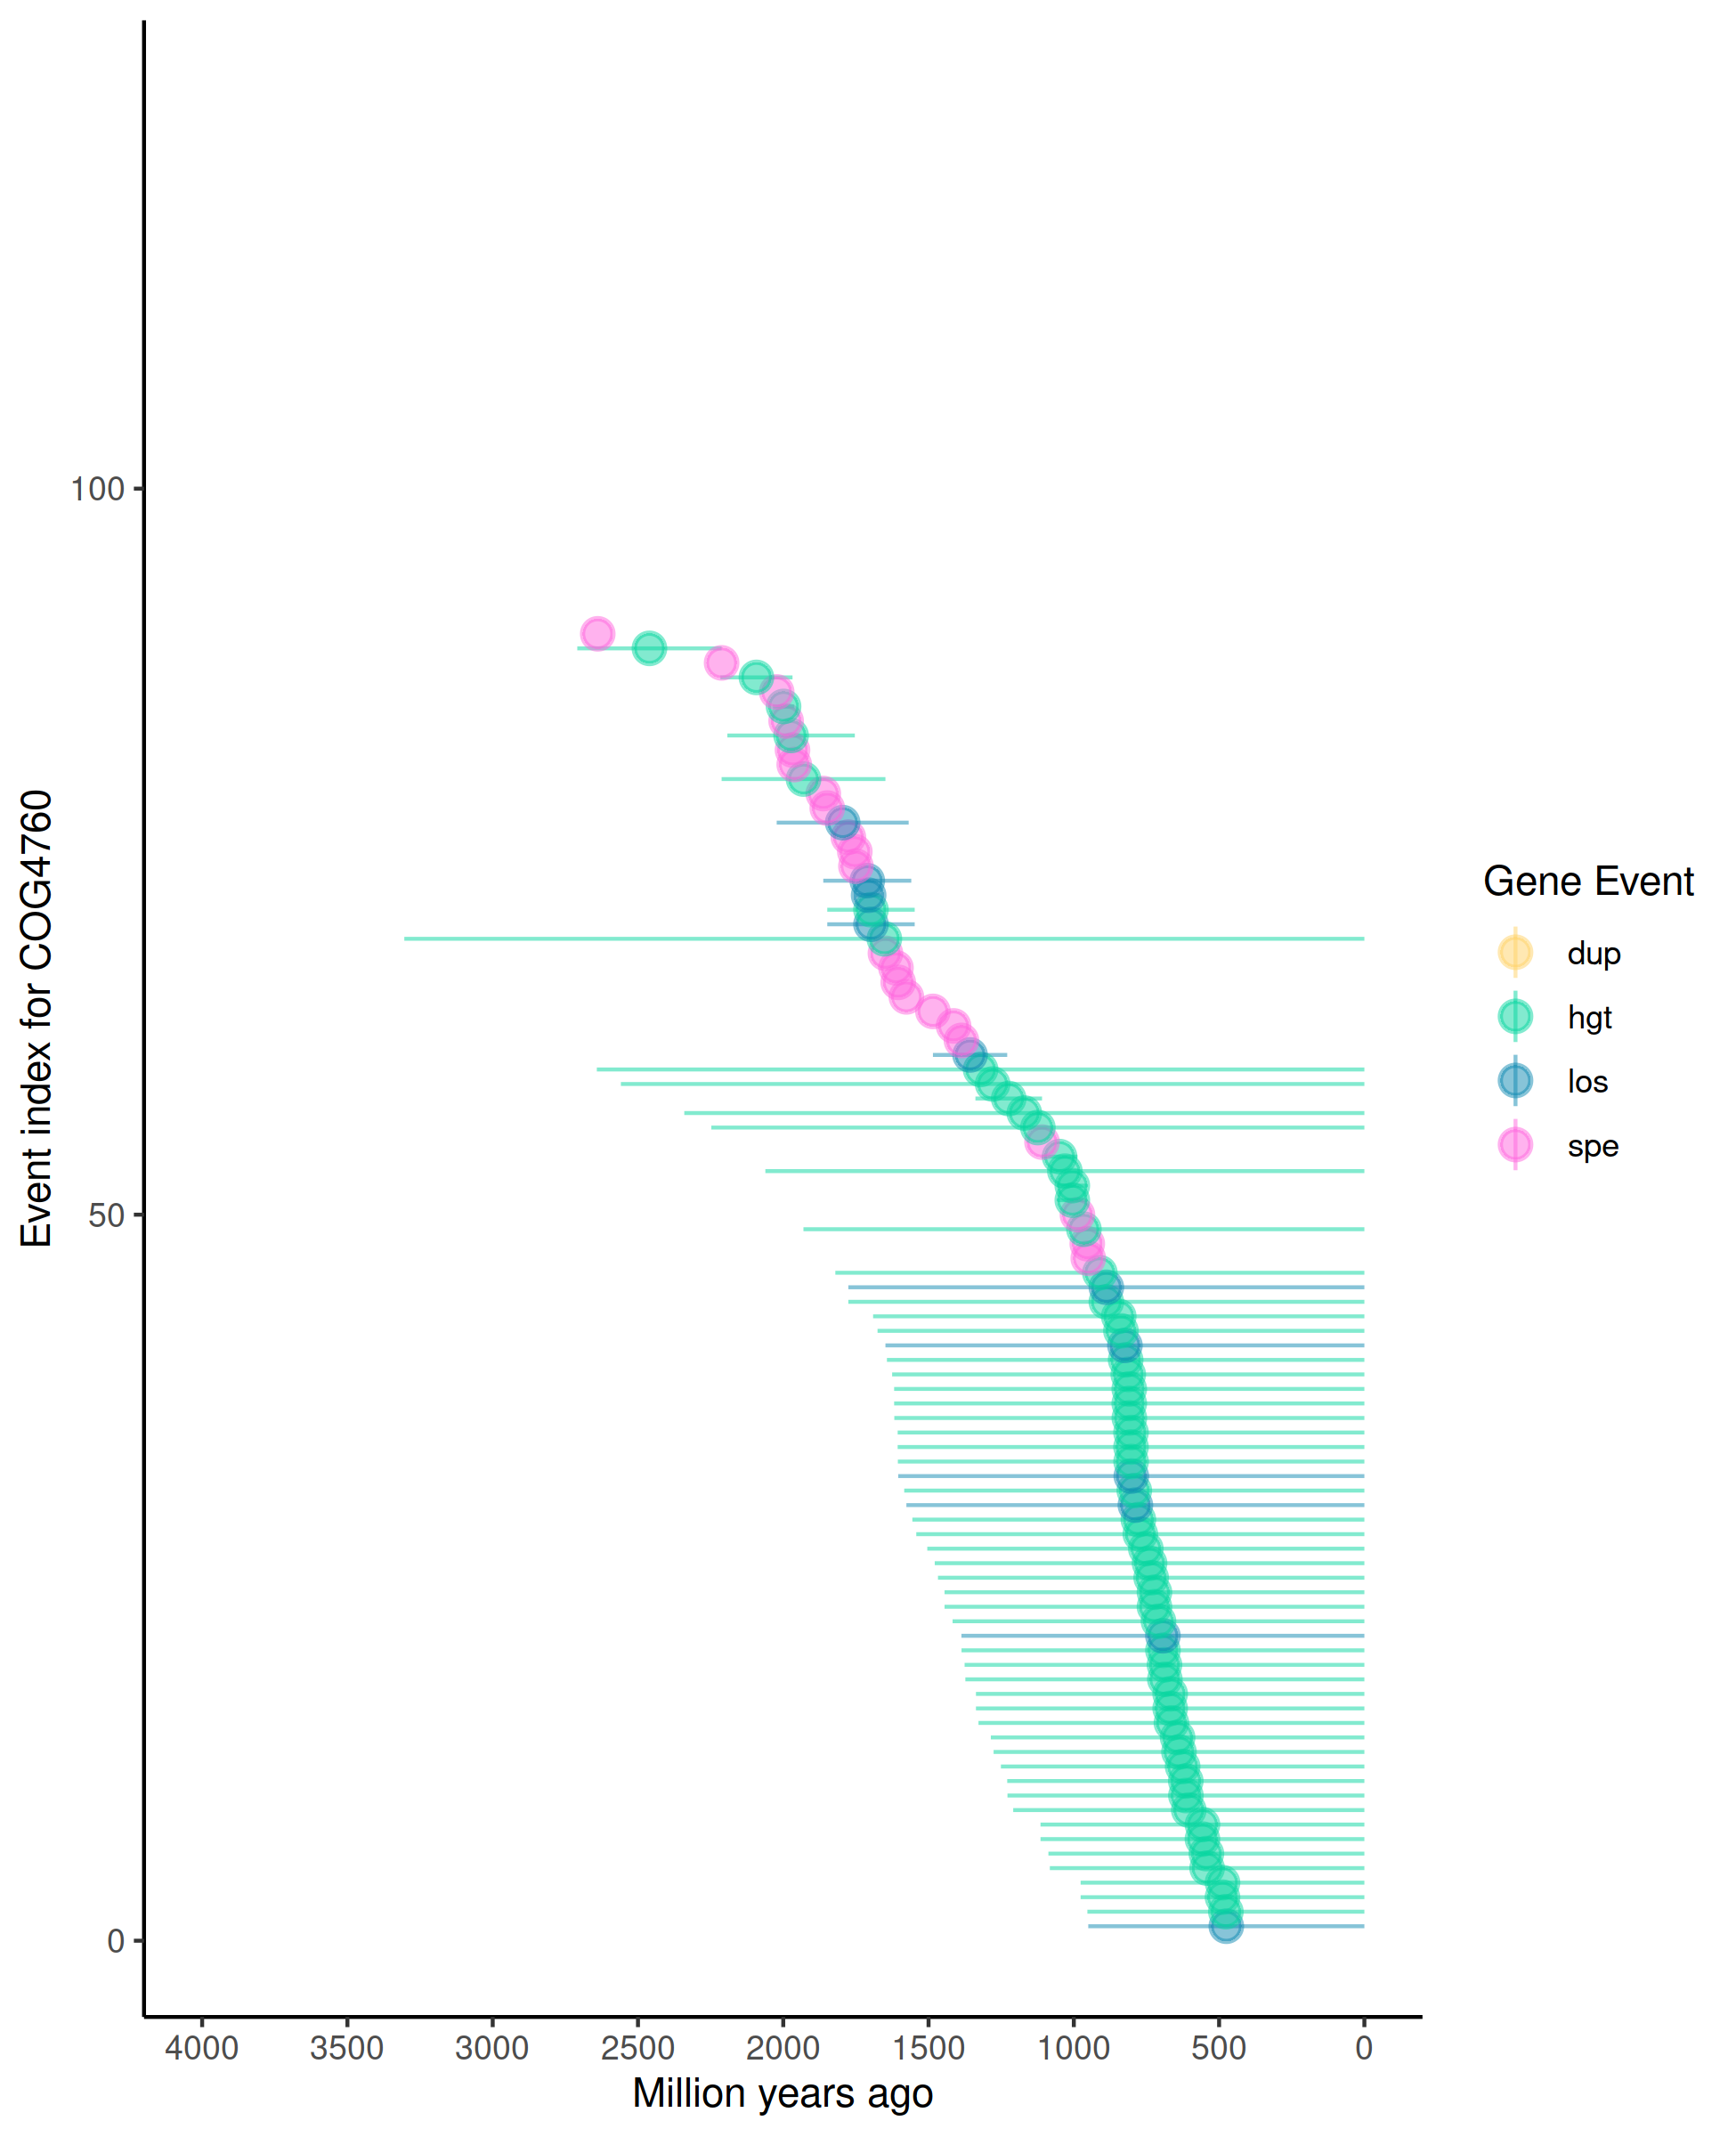 Event index for COG4760
100
50
0
4000 3500 3000 2500 2000 1500 1000 500 0
Million years ago
Gene Event
dup
hgt
los
spe